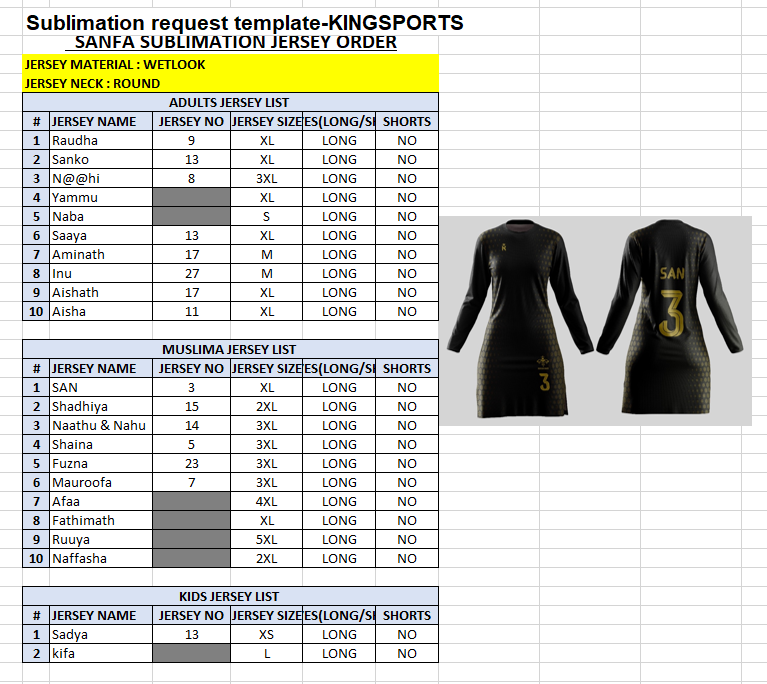 Sublimation request template-KINGSPORTS
SANFA SUBLIMATION JERSEY ORDER
JERSEY MATERIAL : WETLOOK
JERSEY NECK : ROUND
ADULTS JERSEY LIST
# JERSEY NAME JERSEY NO JERSEY SIZE ES(LONG/SI SHORTS
1 Raudha 9 XL LONG NO
2 Sanko 13 XL LONG NO
3 N@@hi 8 3XL LONG NO
4 Yammu XL LONG NO
5 Naba S LONG NO
6 Saaya 13 XL LONG NO
7 Aminath 17 M LONG NO
8 Inu 27 M LONG NO
9 Aishath 17 XL LONG NO
10 Aisha 11 XL LONG NO
MUSLIMA JERSEY LIST
# JERSEY NAME JERSEY NO JERSEY SIZE ES(LONG/SI SHORTS
1 SAN 3 XL LONG NO
2 Shadhiya 15 2XL LONG NO
3 Naathu & Nahu 14 3XL LONG NO
4 Shaina 5 3XL LONG NO
5 Fuzna 23 3XL LONG NO
6 Mauroofa 7 3XL LONG NO
7 Afaa 4XL LONG NO
8 Fathimath XL LONG NO
9 Ruuya 5XL LONG NO
10 Naffasha 2XL LONG NO
KIDS JERSEY LIST
# JERSEY NAME JERSEY NO JERSEY SIZE ES(LONG/SI SHORTS
1 Sadya 13 XS LONG NO
2 kifa L LONG NO
3
SAN
3